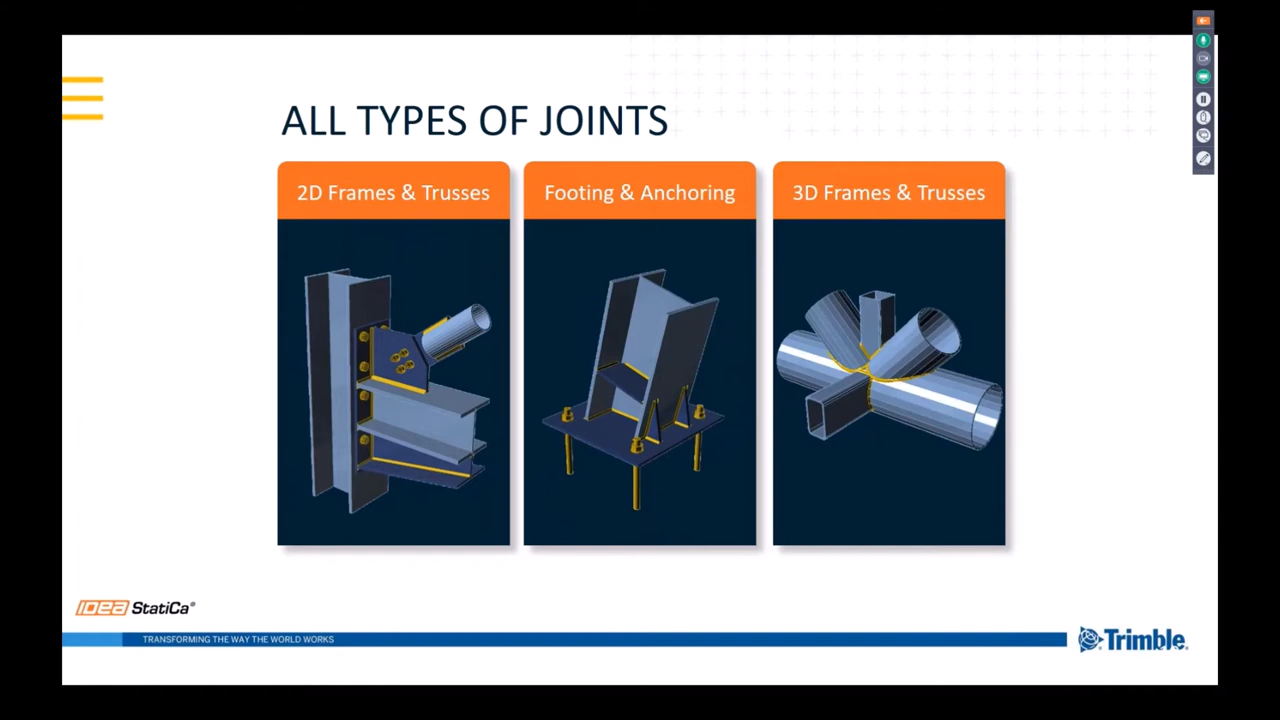 ALL TYPES OF JOINTS
2D Frames & Trusses
Footing & Anchoring
3D Frames & Trusses
IDEA StatiCa®
TRANSFORMING THE WAY THE WORLD WORKS
Trimble®